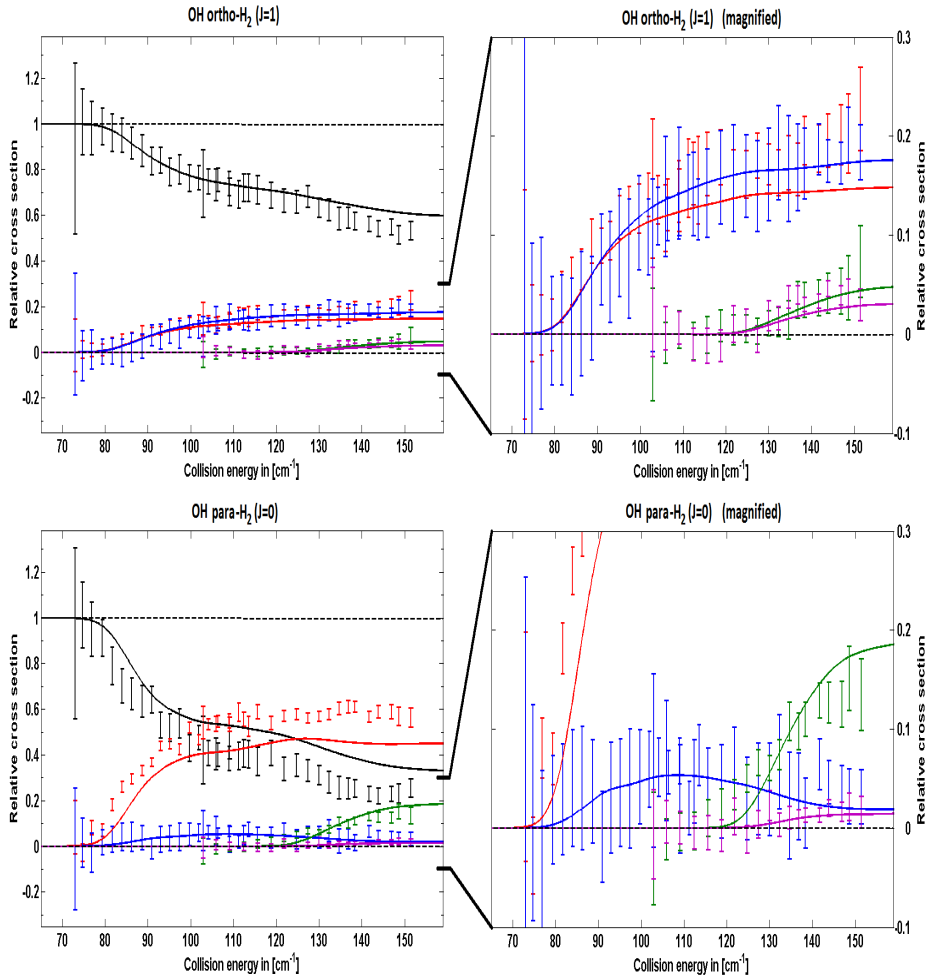 OH ortho-H2 (J=1)
Relative cross section
1.2
1
0.8
0.6
0.4
0.2
0
-0.2
70 80 90 100 110 120 130 140 150
Collision energy in [cm-1]
OH ortho-H2 (J=1) (magnified)
0.3
0.2
0.1
0
-0.1
Relative cross section
70 80 90 100 110 120 130 140 150
Collision energy in [cm-1]
OH para-H2 (J=0)
Relative cross section
1.2
1
0.8
0.6
0.4
0.2
0
-0.2
70 80 90 100 110 120 130 140 150
Collision energy in [cm-1]
OH para-H2 (J=0) (magnified)
0.3
0.2
0.1
0
-0.1
Relative cross section
70 80 90 100 110 120 130 140 150
Collision energy in [cm-1]